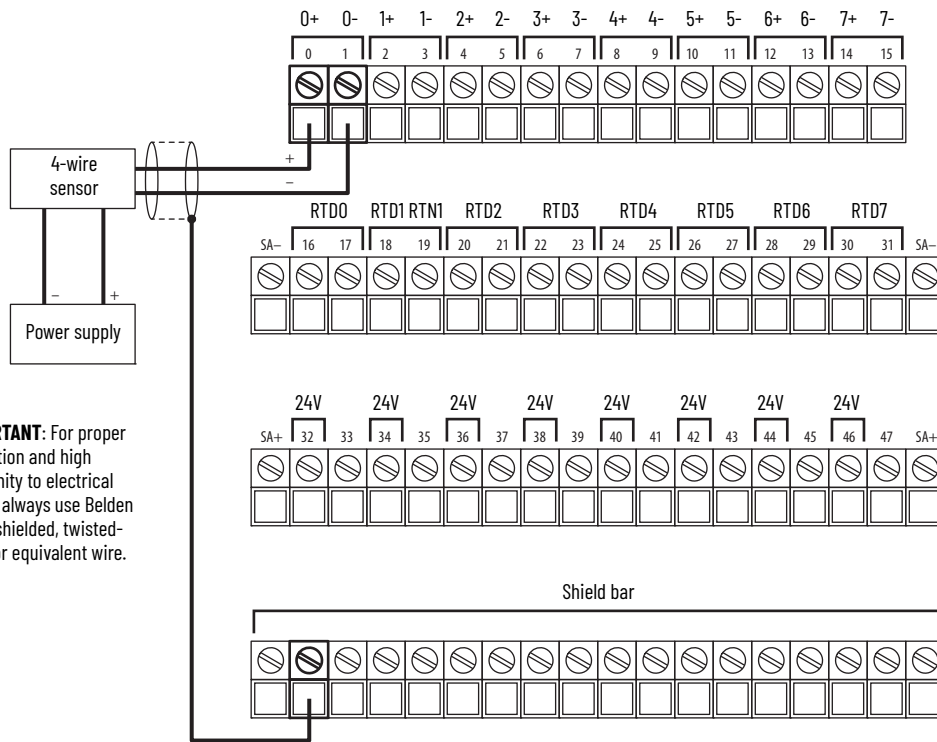 0+ 0- 1+ 1- 2+ 2- 3+ 3- 4+ 4- 5+ 5- 6+ 6- 7+ 7-
0 1 2 3 4 5 6 7 8 9 10 11 12 13 14 15
4-wire
sensor
+
–
– +
Power supply
RTD0 RTD1 RTN1 RTD2 RTD3 RTD4 RTD5 RTD6 RTD7
SA– 16 17 18 19 20 21 22 23 24 25 26 27 28 29 30 31 SA–
24V 24V 24V 24V 24V 24V 24V 24V
SA+ 32 33 34 35 36 37 38 39 40 41 42 43 44 45 46 47 SA+
: For proper
and high
to electrical
always use Belden
shielded, twisted-
or equivalent wire.
Shield bar